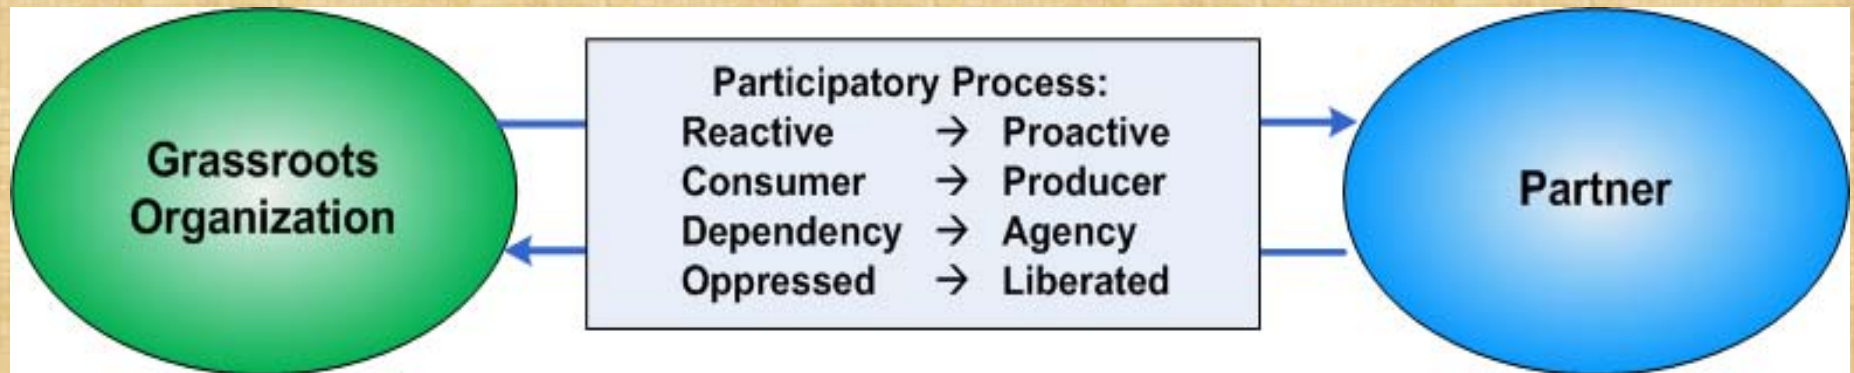 Grassroots
Organization
Participatory Process:
Reactive → Proactive
Consumer → Producer
Dependency → Agency
Oppressed → Liberated
Partner